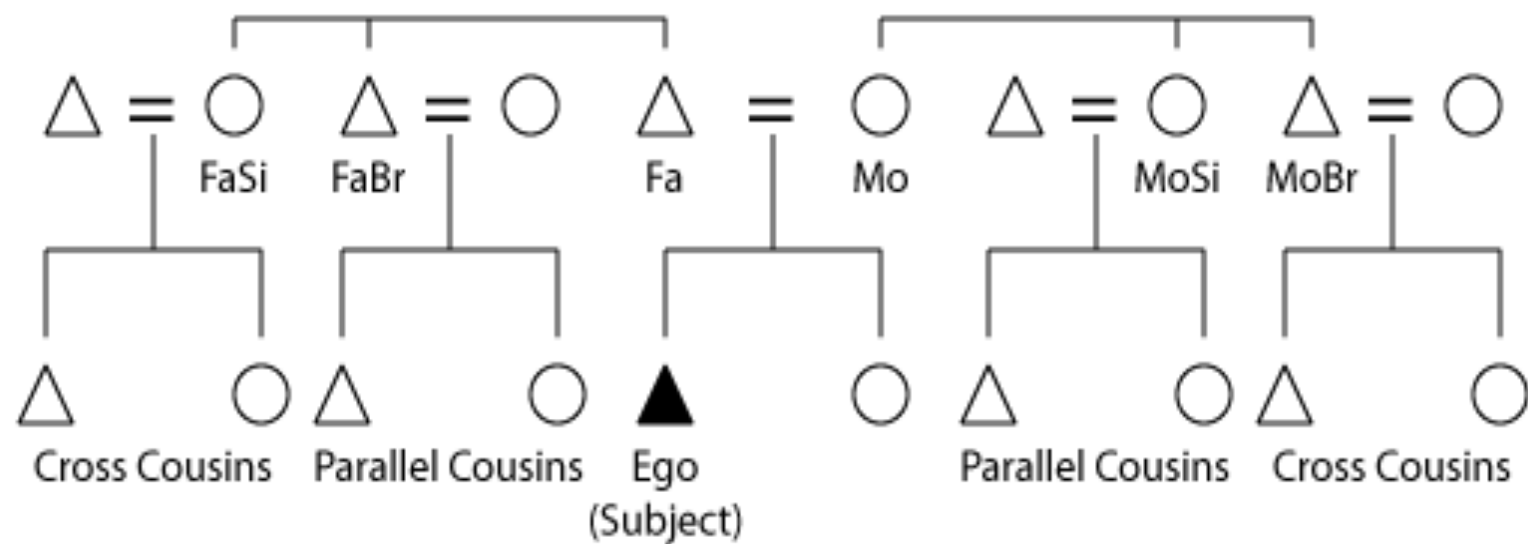 FaSi FaBr Fa Mo MoSi MoBr
Cross Cousins Parallel Cousins Ego Parallel Cousins Cross Cousins
(Subject)